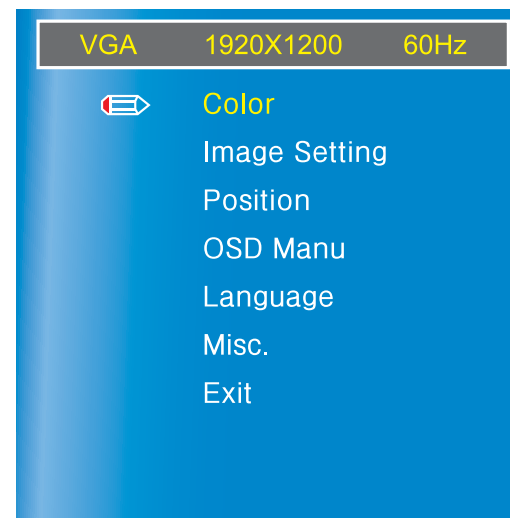 VGA 1920X1200 60Hz
Color
Image Setting
Position
OSD Manu
Language
Misc.
Exit